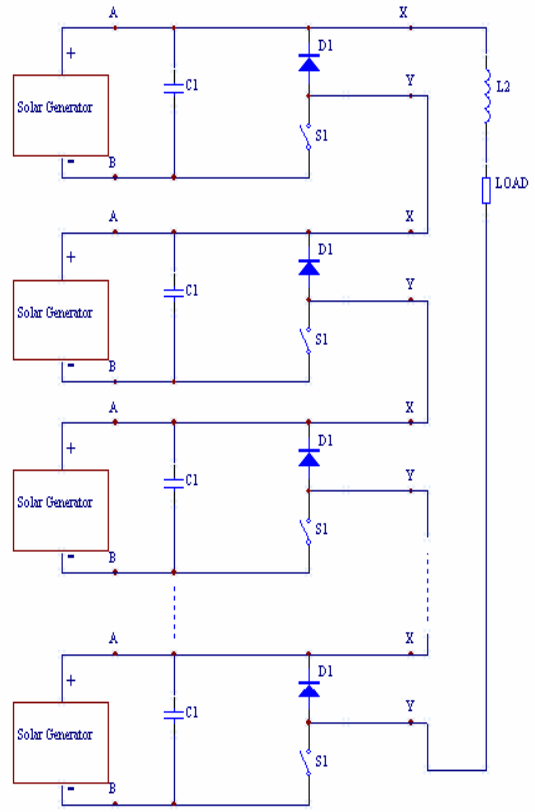 A X
D1
+
C1
L2
Solar Generator
Y
S1
-
B
LOAD
A X
D1
+
C1
Solar Generator
Y
S1
-
B
A X
D1
+
C1
Solar Generator
Y
S1
-
B
A X
D1
+
C1
Solar Generator
Y
S1
-
B